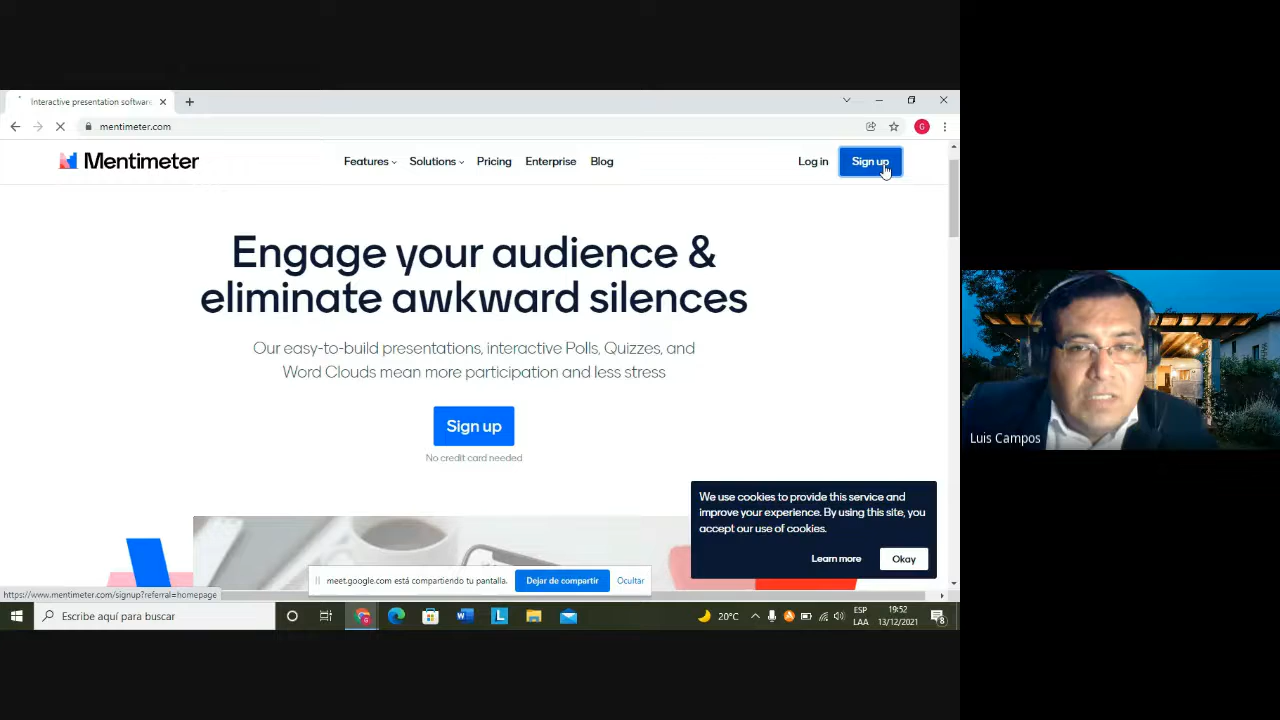 Interactive presentation software
mentimeter.com
G
Mentimeter
Features
Solutions
Pricing
Enterprise
Blog
Log in
Sign up
Engage your audience &
eliminate awkward silences
Our easy-to-build presentations, interactive Polls, Quizzes, and
Word Clouds mean more participation and less stress
Sign up
No credit card needed
We use cookies to provide this service and
improve your experience. By using this site, you
accept our use of cookies.
Learn more
Okay
meet.google.com está compartiendo tu pantalla.
Dejar de compartir
Ocultar
https://www.mentimeter.com/signup?referral=homepage
Escribe aquí para buscar
20°C
ESP
LAA
19:52
13/12/2021
8
Luis Campos